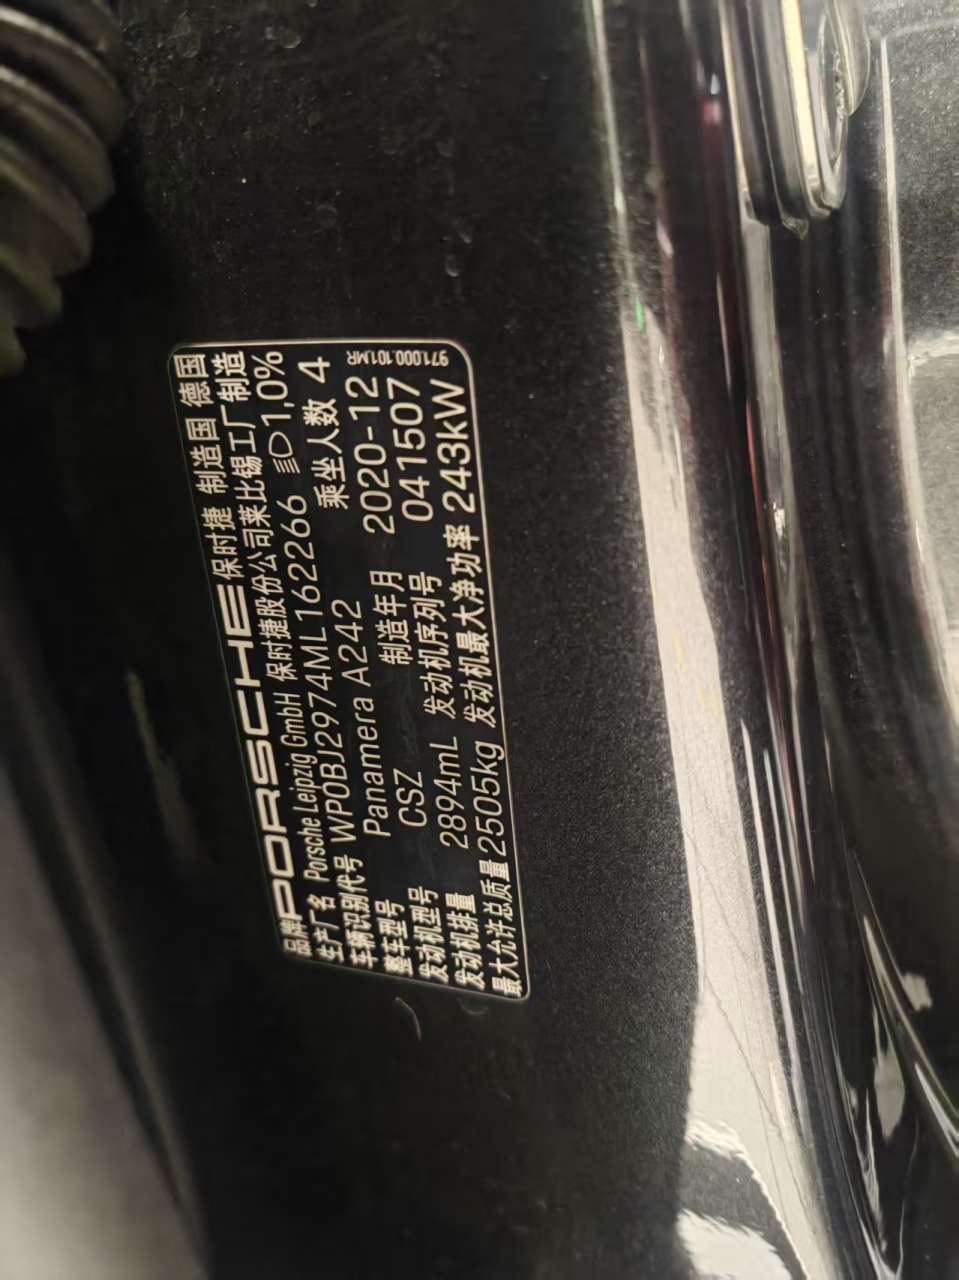 品牌 PORSCHE 保时捷 制造国 德国
生产厂名 Porsche Leipzig GmbH 保时捷股份公司莱比锡工厂制造
车辆识别代号 WP0BJ2974ML162266 1,0%
整车型号 Panamera A242 乘坐人数 4
971.000.101.MR
发动机型号 CSZ 制造年月 2020-12
发动机排量 2894mL 发动机序列号 041507
最大允许总质量 2505kg 发动机最大净功率 243kW